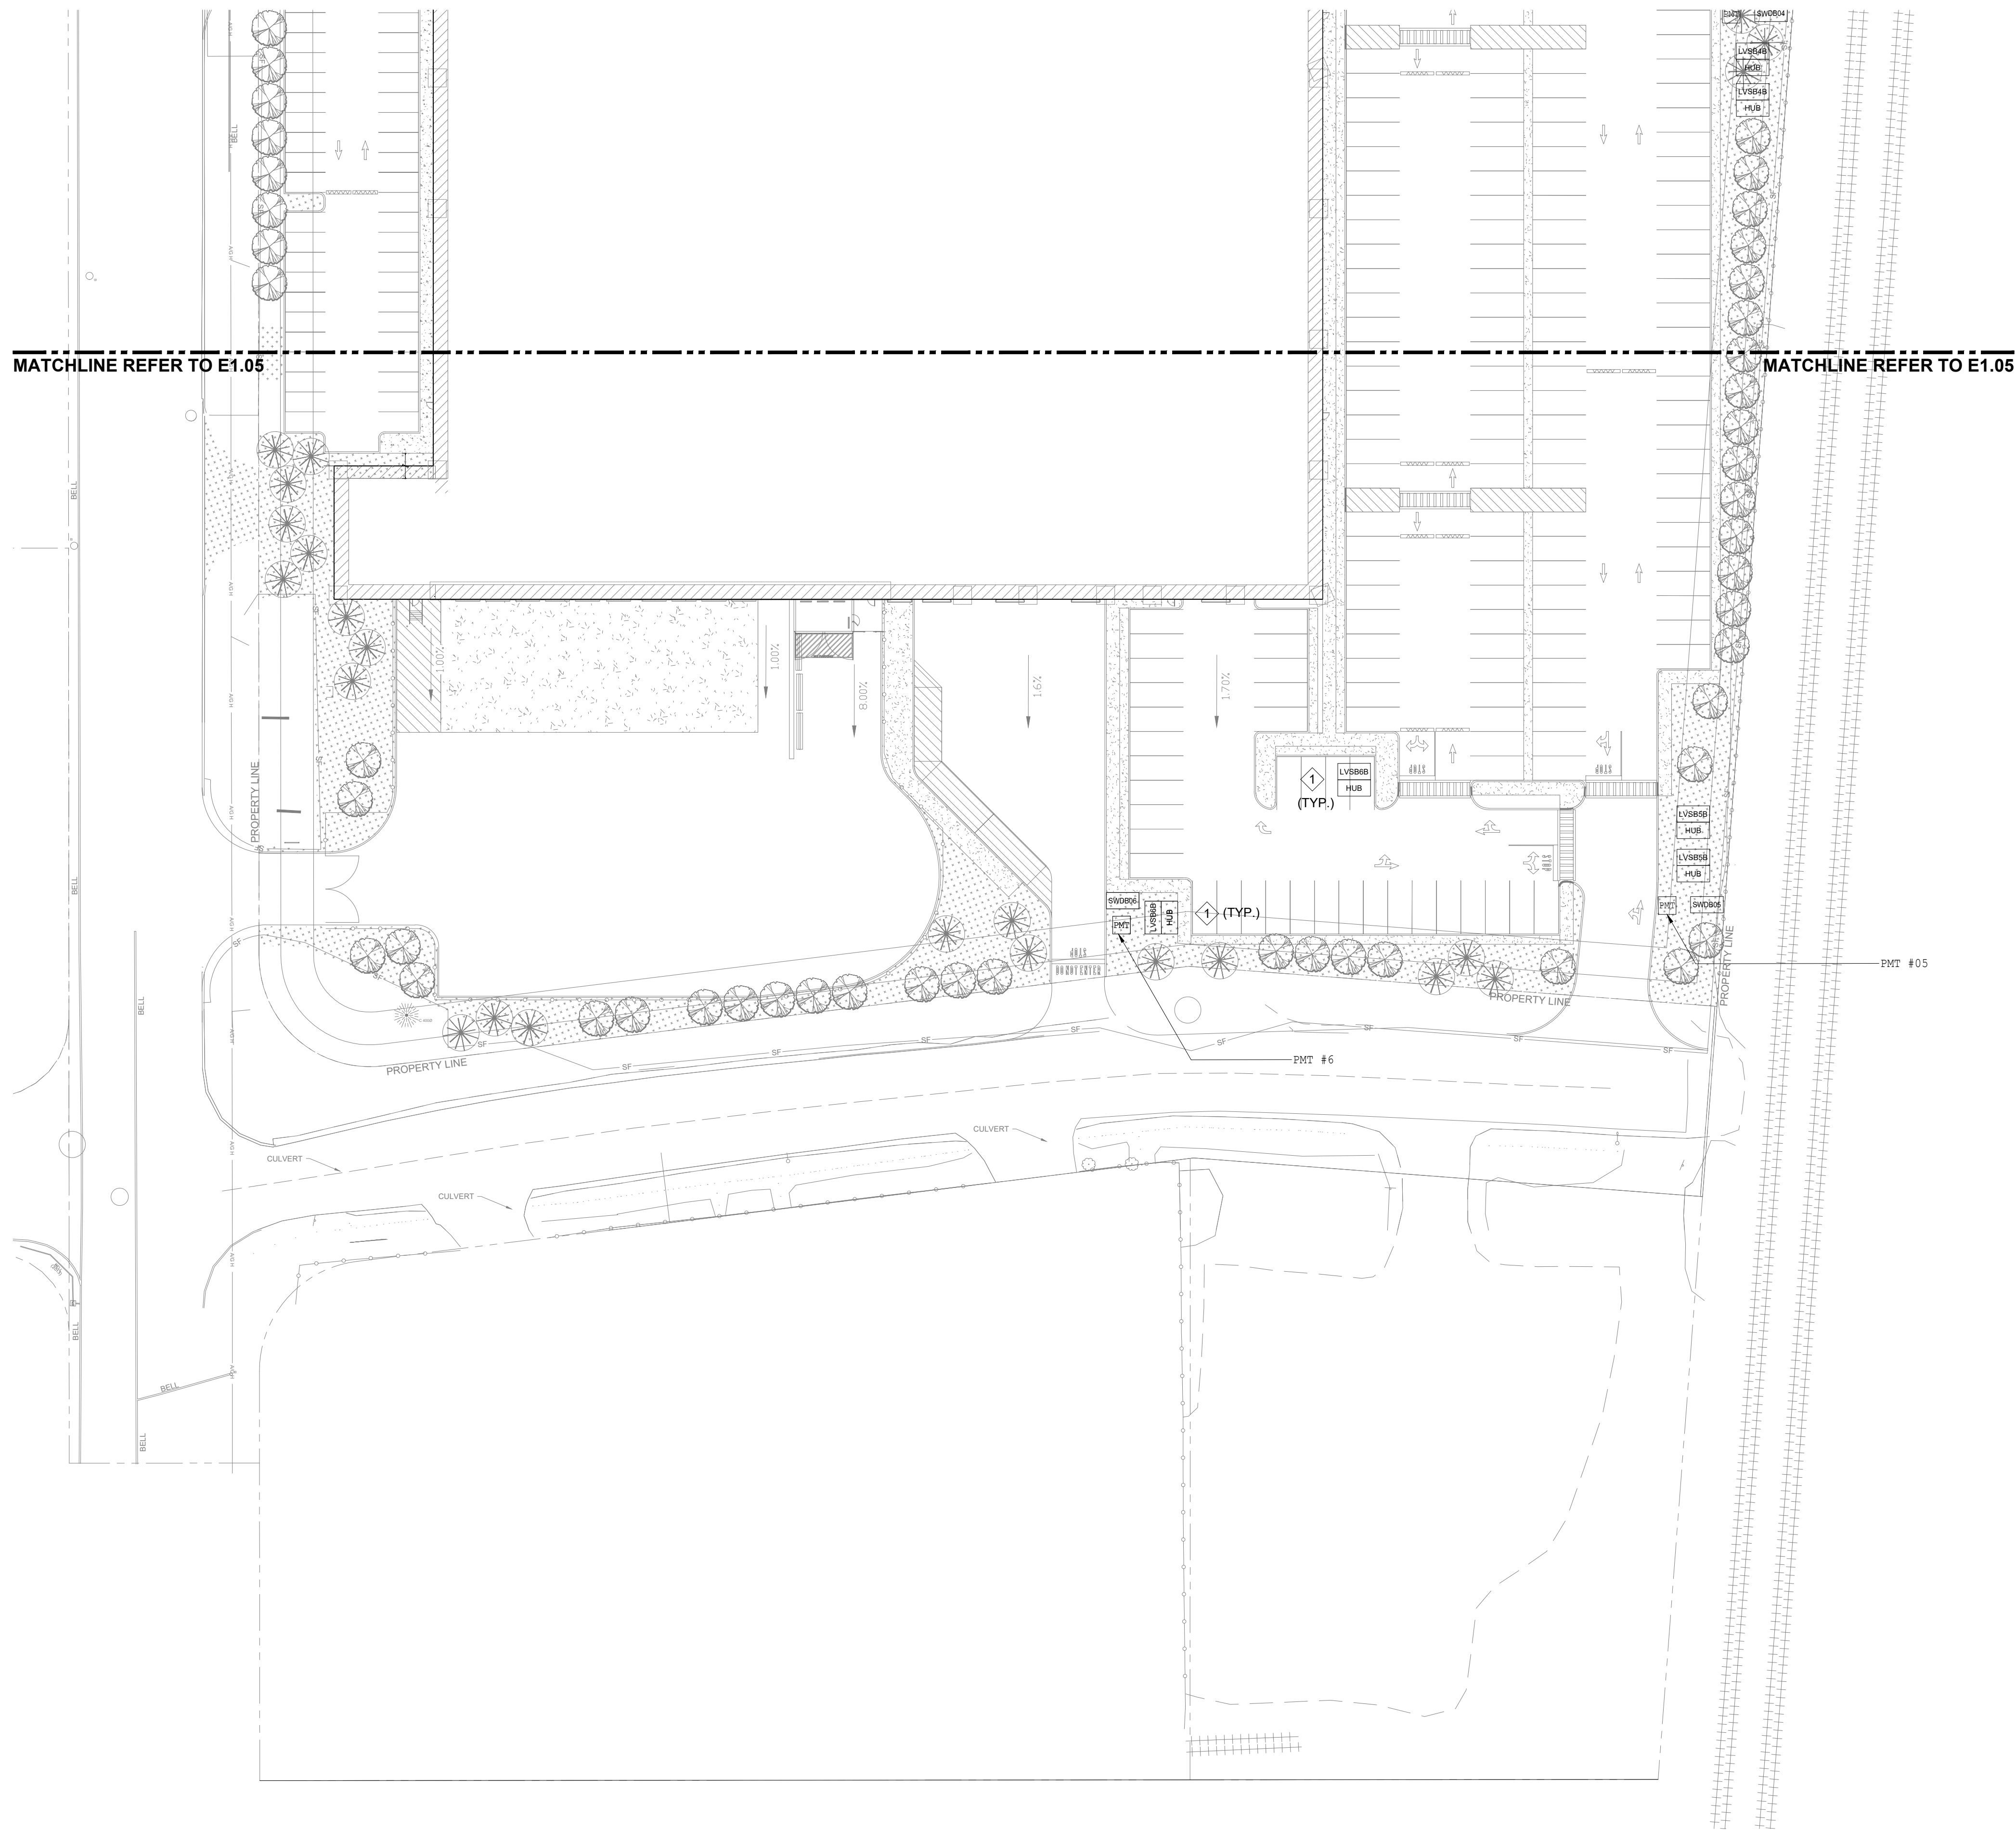 SWDB04
LVSB4B
HUB
LVSB4B
HUB
BELL
MATCHLINE REFER TO E1.05
MATCHLINE REFER TO E1.05
BELL
1.00%
1.00%
8.00%
1.6%
1.70%
PROPERTY LINE
1
(TYP.)
LVSB6B
HUB
LVSB5B
HUB
LVSB5B
HUB
BELL
SWDB06
PMT
LVSB6B
HUB
1
(TYP.)
PMT
SWDB05
PMT #05
PROPERTY LINE
PROPERTY LINE
SF
BELL
SF
SF
SF
SF
SF
SF
SF
SF
PROPERTY LINE
PMT #6
CULVERT
CULVERT
CULVERT
BELL
BELL
BELL